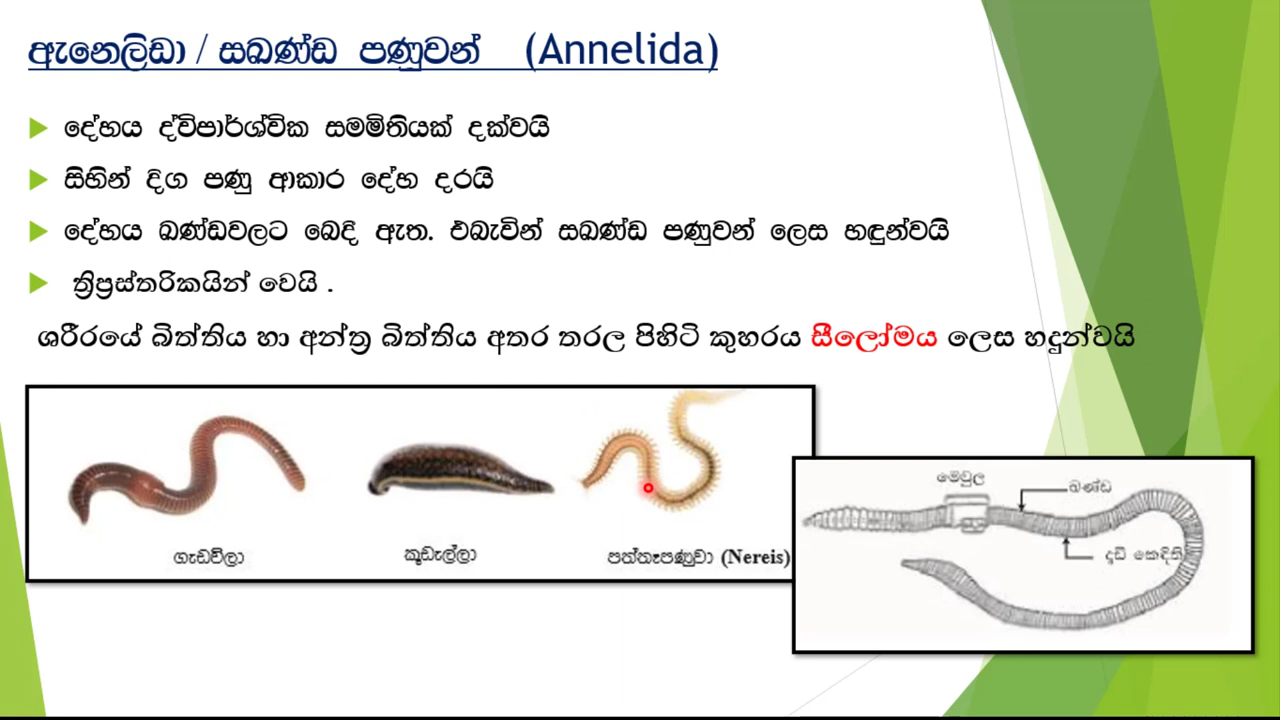 ඇනෙලිඩා / සඛණ්ඩ පණුවන් (Annelida)
දේහය ද්විපාර්ශ්වික සමමිතියක් දක්වයි
සිහින් දිග පණු ආකාර දේහ දරයි
දේහය ඛණ්ඩවලට බෙදී ඇත. එබැවින් සඛණ්ඩ පණුවන් ලෙස හඳුන්වයි
ත්‍රිප්‍රස්තරිකයින් වෙයි .
ශරීරයේ බිත්තිය හා අන්ත්‍ර බිත්තිය අතර තරල පිහිටි කුහරය සීලෝමය ලෙස හදුන්වයි
ගැඩවිලා
කූඩැල්ලා
පත්තෑපණුවා (Nereis)
මේවුල
ඛණ්ඩ
දෘඩ කෙඳිති